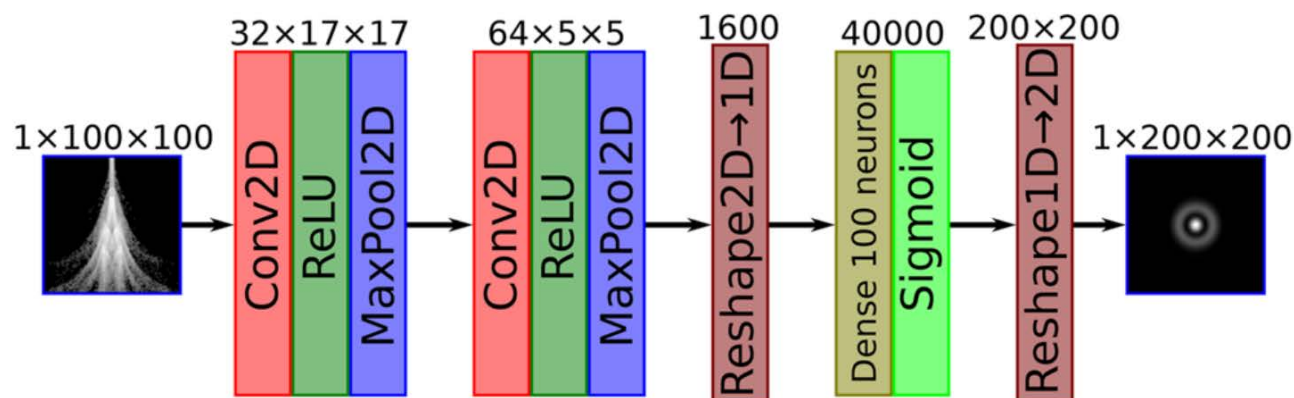 1×100×100
32×17×17
Conv2D
ReLU
MaxPool2D
64×5×5
Conv2D
ReLU
MaxPool2D
1600
Reshape2D→1D
40000
Dense 100 neurons
Sigmoid
200×200
Reshape1D→2D
1×200×200